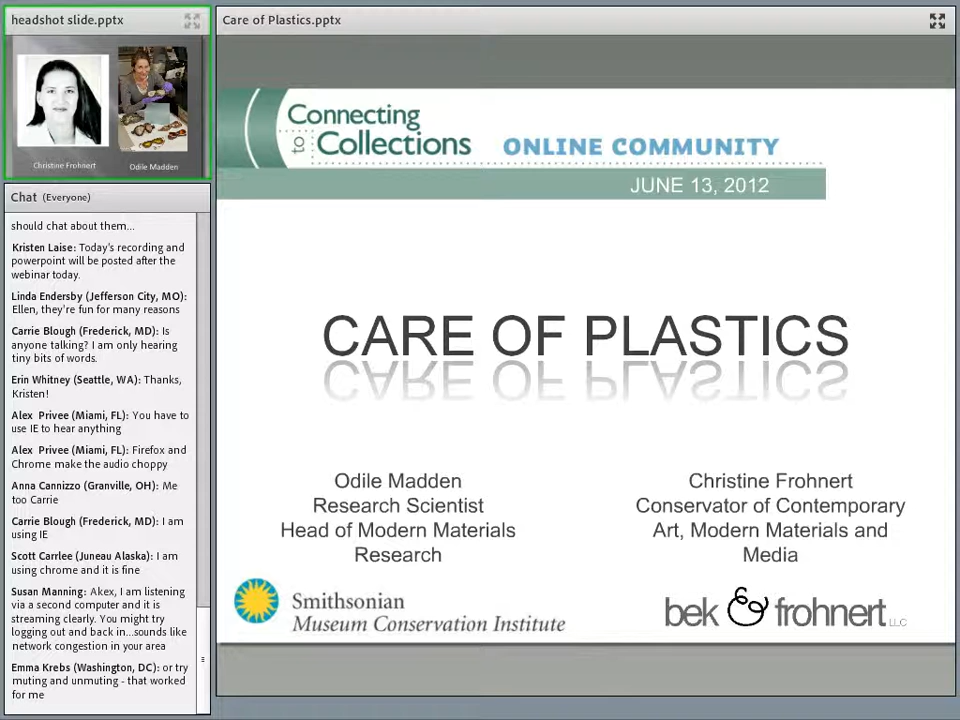 headshot slide.pptx
Christine Frohnert
Odile Madden
Chat (Everyone)
should chat about them...
Kristen Laise: Today's recording and
powerpoint will be posted after the
webinar today.
Linda Endersby (Jefferson City, MO):
Ellen, they're fun for many reasons
Carrie Blough (Frederick, MD): Is
anyone talking? I am only hearing
tiny bits of words.
Erin Whitney (Seattle, WA): Thanks,
Kristen!
Alex Privee (Miami, FL): You have to
use IE to hear anything
Alex Privee (Miami, FL): Firefox and
Chrome make the audio choppy
Anna Cannizzo (Granville, OH): Me
too Carrie
Carrie Blough (Frederick, MD): I am
using IE
Scott Carrlee (Juneau Alaska): I am
using chrome and it is fine
Susan Manning: Akex, I am listening
via a second computer and it is
streaming clearly. You might try
logging out and back in...sounds like
network congestion in your area
Emma Krebs (Washington, DC): or try
muting and unmuting - that worked
for me
Care of Plastics.pptx
Connecting
to Collections
ONLINE COMMUNITY
JUNE 13, 2012
CARE OF PLASTICS
Odile Madden
Research Scientist
Head of Modern Materials
Research
Christine Frohnert
Conservator of Contemporary
Art, Modern Materials and
Media
Smithsonian
Museum Conservation Institute
bek & frohnert LLC